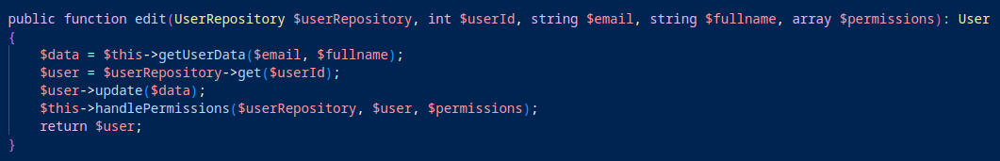 public function edit(UserRepository $userRepository, int $userId, string $email, string $fullname, array $permissions): User
{
    $data = $this->getUserData($email, $fullname);
    $user = $userRepository->get($userId);
    $user->update($data);
    $this->handlePermissions($userRepository, $user, $permissions);
    return $user;
}